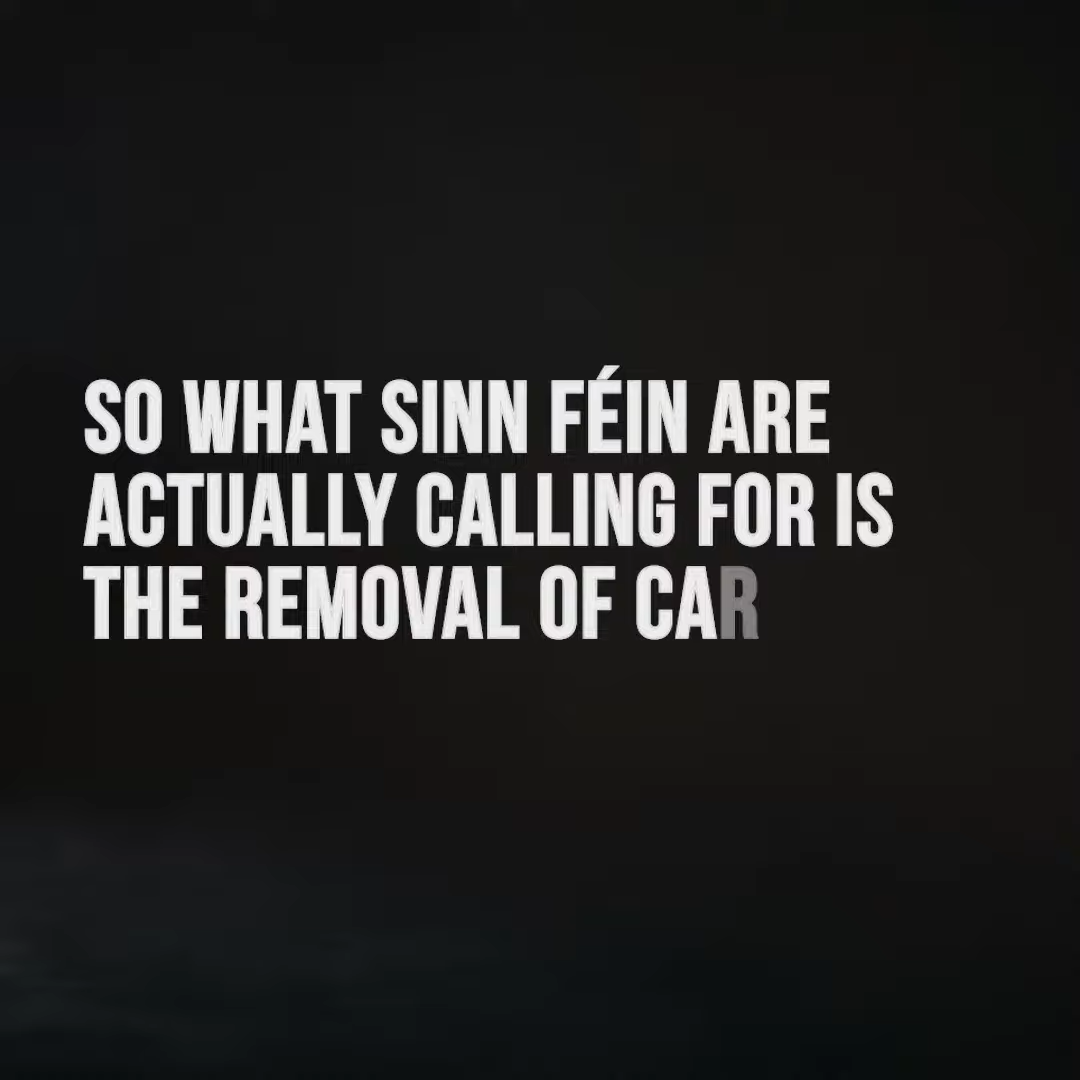 SO WHAT SINN FÉIN ARE
ACTUALLY CALLING FOR IS
THE REMOVAL OF CAR